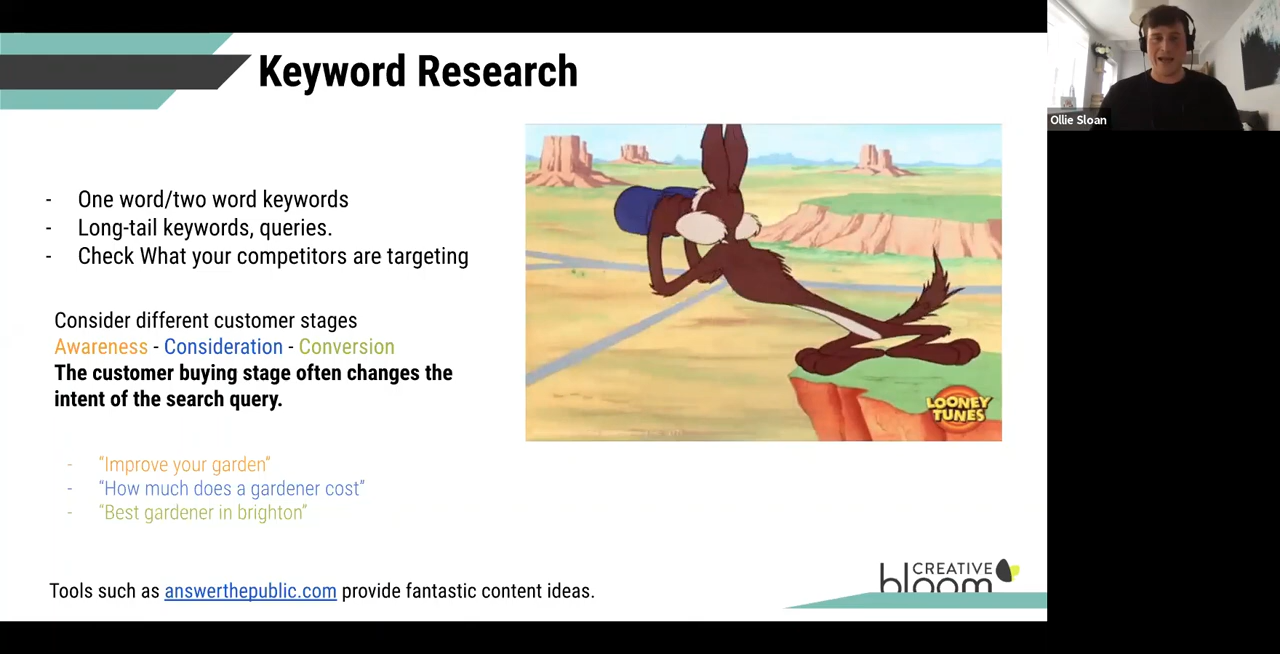 Keyword Research
Ollie Sloan
- One word/two word keywords
- Long-tail keywords, queries.
- Check What your competitors are targeting
Consider different customer stages
Awareness - Consideration - Conversion
The customer buying stage often changes the
intent of the search query.
LOONEY
TUNES
- “Improve your garden”
- “How much does a gardener cost”
- “Best gardener in brighton”
Tools such as answerthepublic.com provide fantastic content ideas.
CREATIVE
bloom